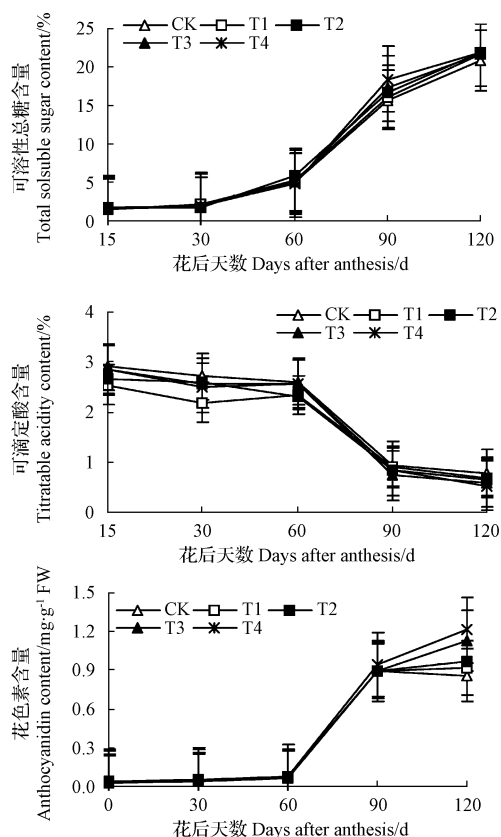 25
20
15
10
5
0
可溶性总糖含量
Total solsuble sugar content/%
CK T1 T2
T3 T4
15 30 60 90 120
花后天数 Days after anthesis/d
4
3
2
1
0
可滴定酸含量
Titratable acidity content/%
CK T1 T2
T3 T4
15 30 60 90 120
花后天数 Days after anthesis/d
1.5
1.2
0.9
0.3
0.0
花色素含量
Anthocyanidin content/mg·g⁻¹ FW
CK T1 T2
T3 T4
0 30 60 90 120
花后天数 Days after anthesis/d